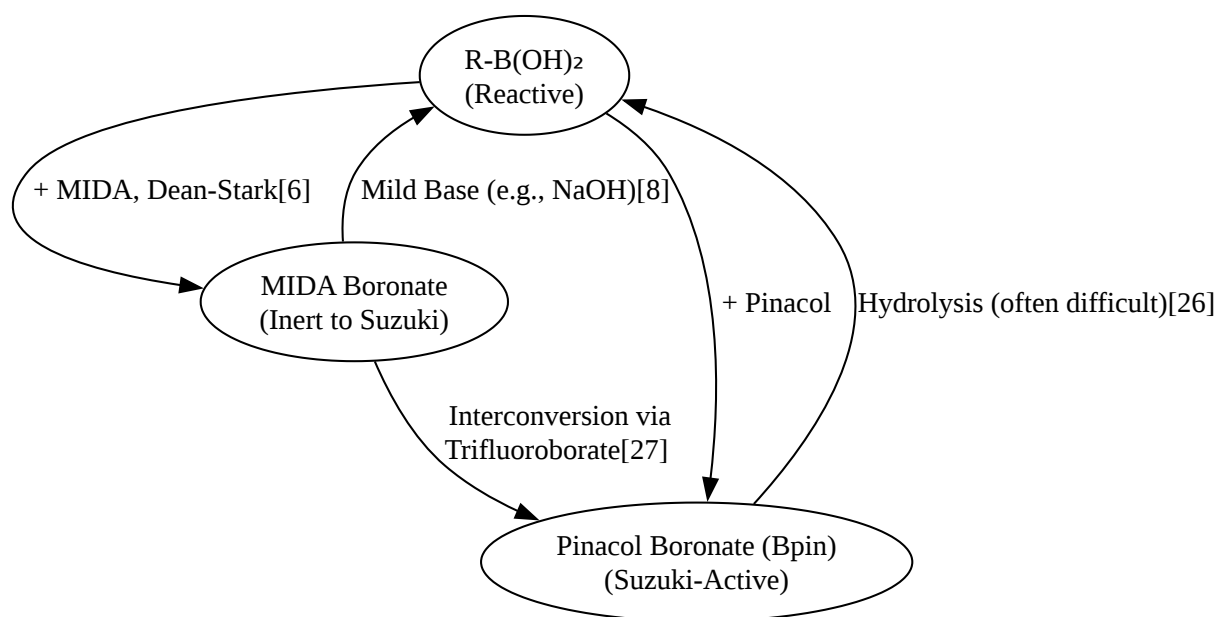 R-B(OH)₂
(Reactive)
+ MIDA, Dean-Stark[6]
Mild Base (e.g., NaOH)[8]
MIDA Boronate
(Inert to Suzuki)
+ Pinacol
Hydrolysis (often difficult)[26]
Interconversion via
Trifluoroborate[27]
Pinacol Boronate (Bpin)
(Suzuki-Active)